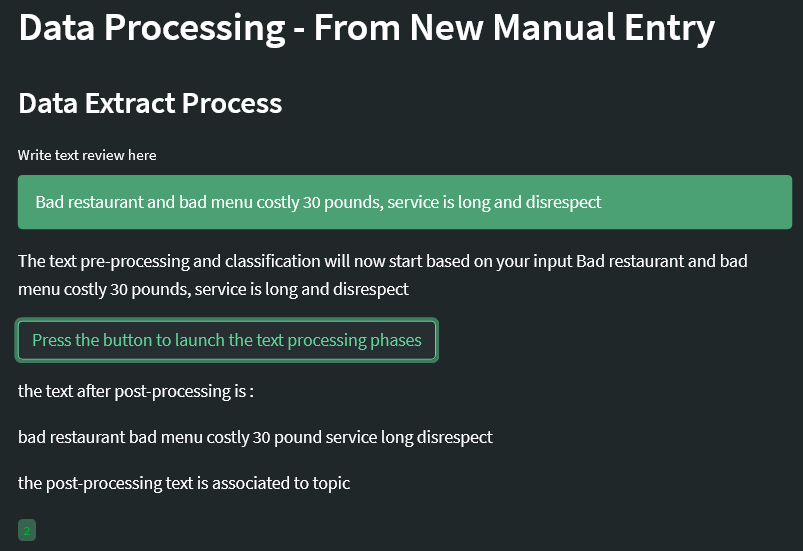 Data Processing - From New Manual Entry
Data Extract Process
Write text review here
Bad restaurant and bad menu costly 30 pounds, service is long and disrespect
The text pre-processing and classification will now start based on your input Bad restaurant and bad
menu costly 30 pounds, service is long and disrespect
Press the button to launch the text processing phases
the text after post-processing is :
bad restaurant bad menu costly 30 pound service long disrespect
the post-processing text is associated to topic
2